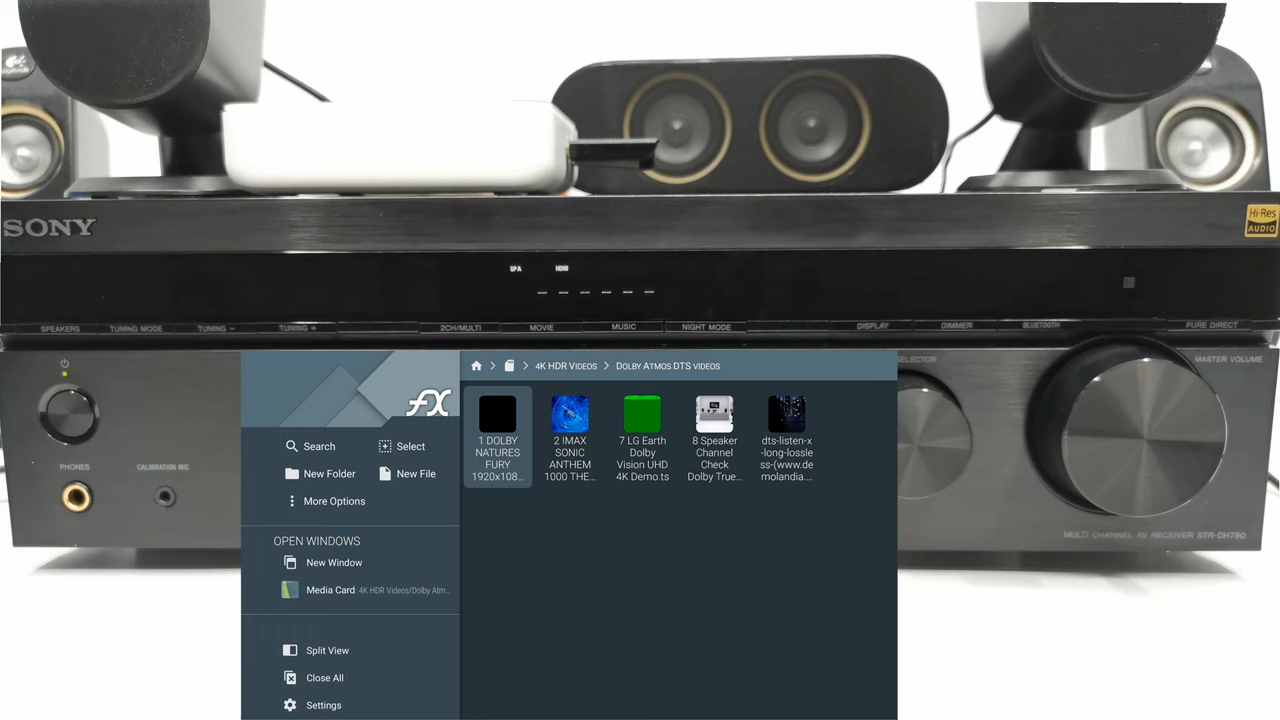 Logitech
SONY
Hi-Res
AUDIO
SP A
HDMI
SPEAKERS
TUNING MODE
TUNING −
TUNING +
2CH/MULTI
MOVIE
MUSIC
NIGHT MODE
DISPLAY
DIMMER
BLUETOOTH
PURE DIRECT
SELECTOR
MASTER VOLUME
PHONES
CALIBRATION MIC
MULTI CHANNEL AV RECEIVER STR-DH790
FX
Search
Select
New Folder
New File
More Options
OPEN WINDOWS
New Window
Media Card 4K HDR Videos/Dolby Atm...
Split View
Close All
Settings
4K HDR VIDEOS > DOLBY ATMOS DTS VIDEOS
1 DOLBY
NATURES
FURY
1920x108...
2 IMAX
SONIC
ANTHEM
1000 THE...
7 LG Earth
Dolby
Vision UHD
4K Demo.ts
8 Speaker
Channel
Check
Dolby True...
dts-listen-x
-long-lossle
ss-(www.de
molandia....